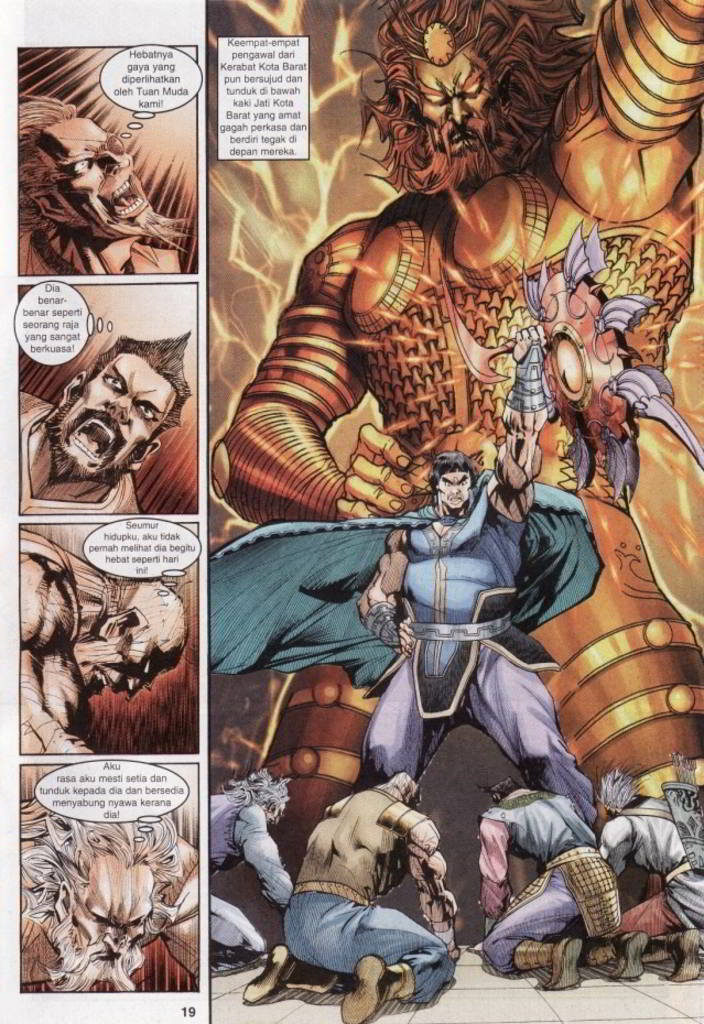 Hebatnya
gaya yang
diperlihatkan
oleh Tuan Muda
kami!
Dia
benar-
benar seperti
seorang raja
yang sangat
berkuasa!
Seumur
hidupku, aku tidak
pernah melihat dia begitu
hebat seperti hari
ini!
Aku
rasa aku mesti setia dan
tunduk kepada dia dan bersedia
menyabung nyawa kerana
dia!
Keempat-empat
pengawal dari
Kerabat Kota Barat
pun bersujud dan
tunduk di bawah
kaki Jati Kota
Barat yang amat
gagah perkasa dan
berdiri tegak di
depan mereka.
19